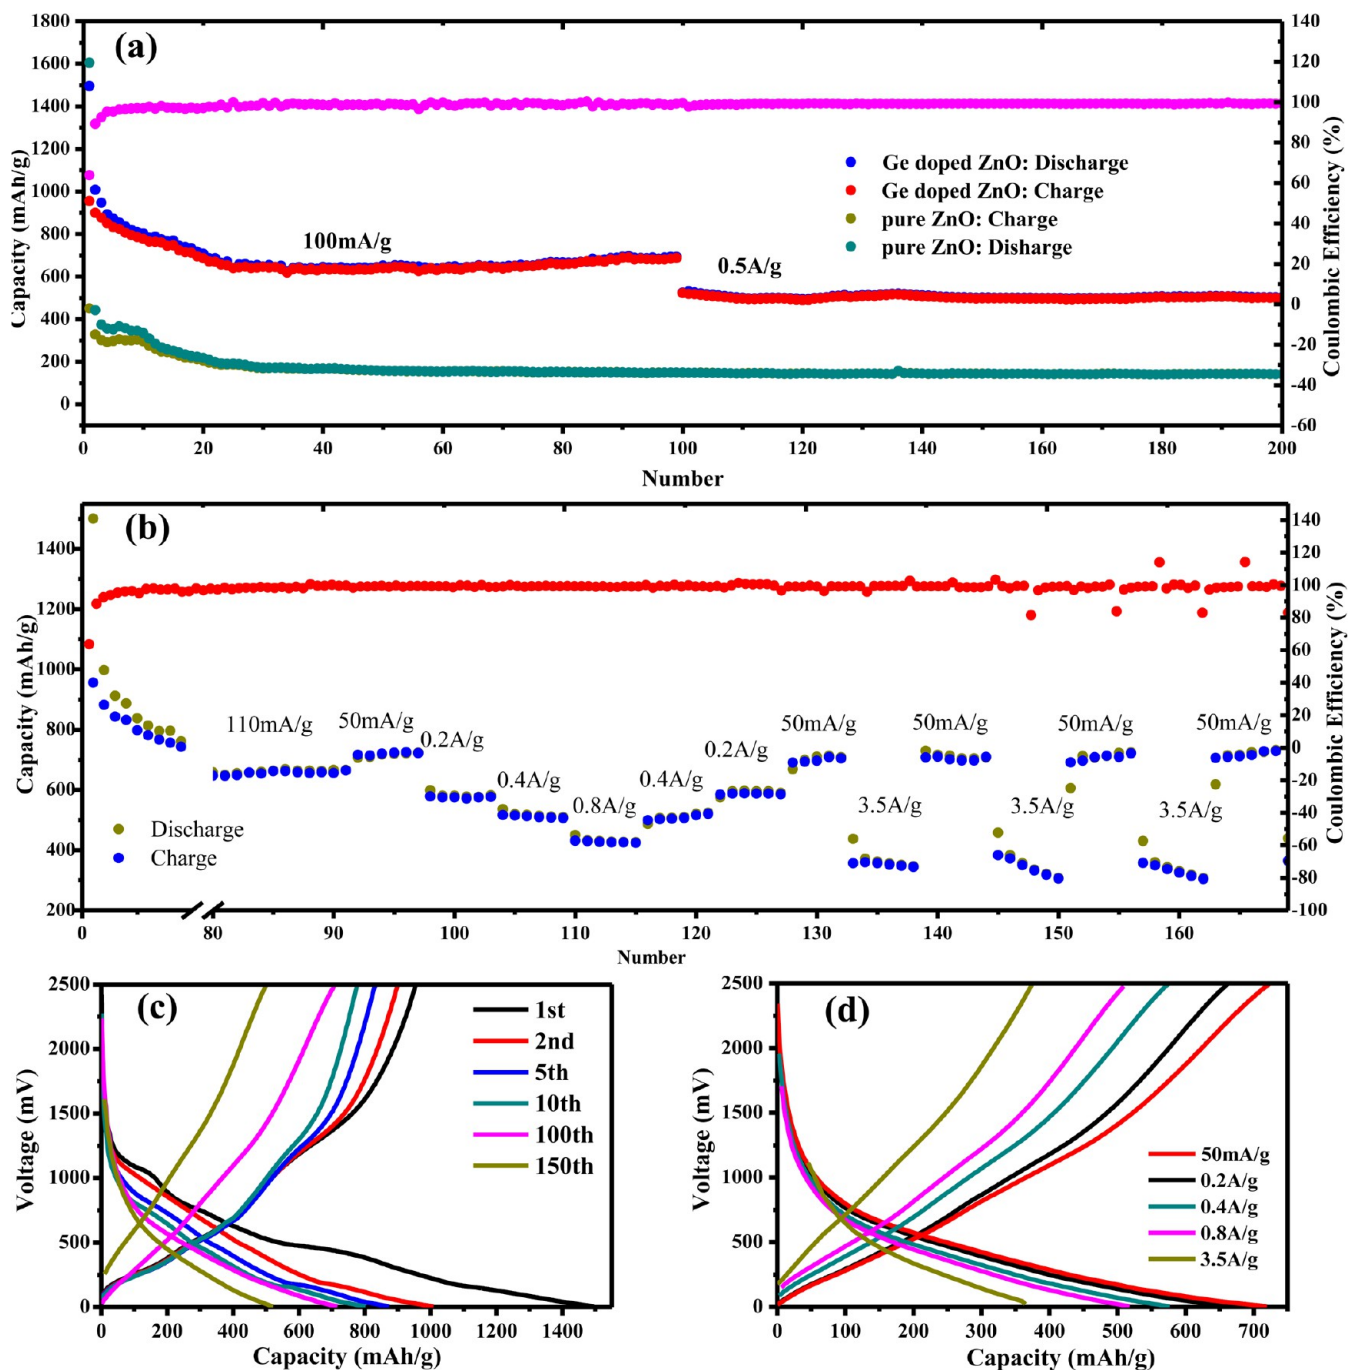 (a)
1800
1600
1400
1200
1000
800
600
400
200
0
Capacity (mAh/g)
140
120
100
80
60
40
20
0
-20
-40
-60
Coulombic Efficiency (%)
Ge doped ZnO: Discharge
Ge doped ZnO: Charge
pure ZnO: Charge
pure ZnO: Disharge
100mA/g
0.5A/g
0 20 40 60 80 100 120 140 160 180 200
Number
(b)
1400
1200
1000
800
600
400
200
Capacity (mAh/g)
140
120
100
80
60
40
20
0
-20
-40
-60
-80
-100
Coulombic Efficiency (%)
110mA/g
50mA/g
0.2A/g
0.4A/g
0.8A/g
0.4A/g
0.2A/g
50mA/g
3.5A/g
50mA/g
3.5A/g
50mA/g
3.5A/g
50mA/g
Discharge
Charge
0 80 90 100 110 120 130 140 150 160
Number
(c)
2500
2000
1500
1000
500
0
Voltage (mV)
1st
2nd
5th
10th
100th
150th
0 200 400 600 800 1000 1200 1400
Capacity (mAh/g)
(d)
2500
2000
1500
1000
500
0
Voltage (mV)
50mA/g
0.2A/g
0.4A/g
0.8A/g
3.5A/g
0 100 200 300 400 500 600 700
Capacity (mAh/g)